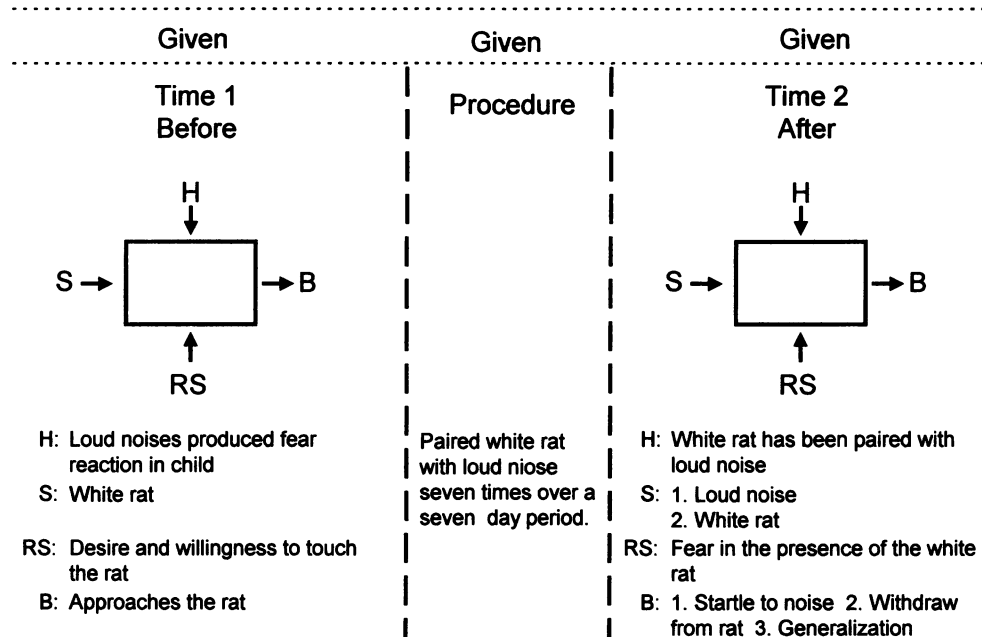 Given
Given
Given
Time 1
Before
H
S
B
RS
H: Loud noises produced fear
reaction in child
S: White rat
RS: Desire and willingness to touch
the rat
B: Approaches the rat
Procedure
Paired white rat
with loud niose
seven times over a
seven day period.
Time 2
After
H
S
B
RS
H: White rat has been paired with
loud noise
S: 1. Loud noise
2. White rat
RS: Fear in the presence of the white
rat
B: 1. Startle to noise 2. Withdraw
from rat 3. Generalization